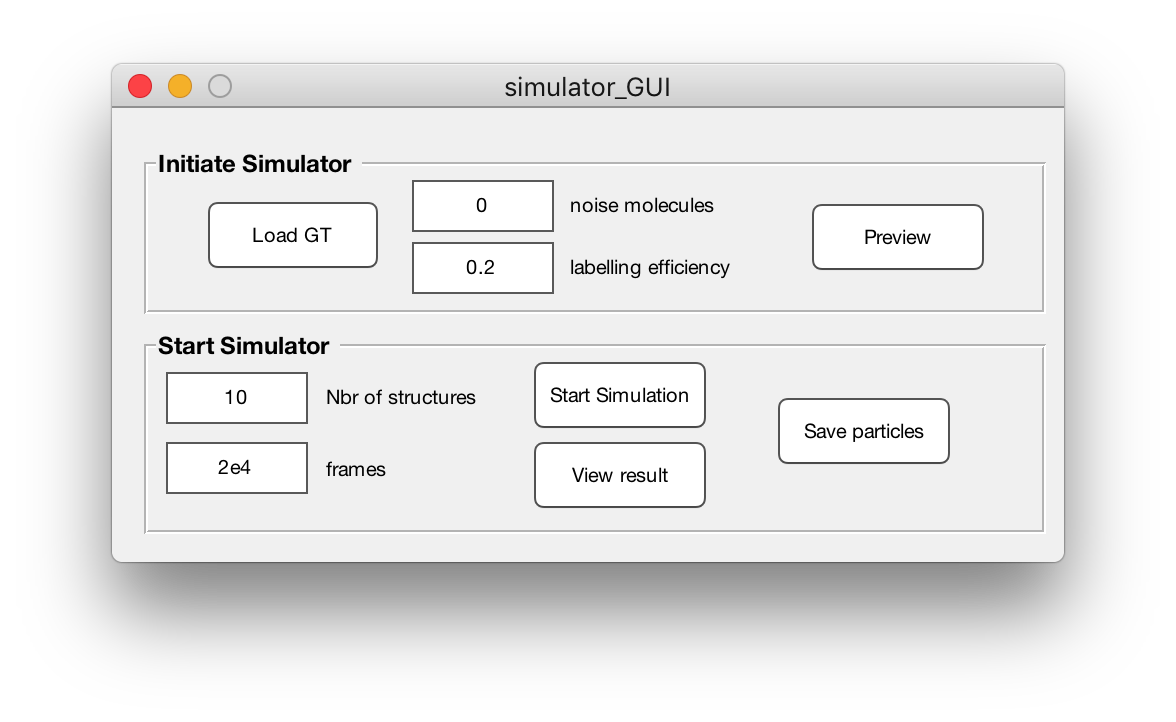 simulator_GUI
Initiate Simulator
Load GT
0
noise molecules
0.2
labelling efficiency
Preview
Start Simulator
10
Nbr of structures
2e4
frames
Start Simulation
View result
Save particles